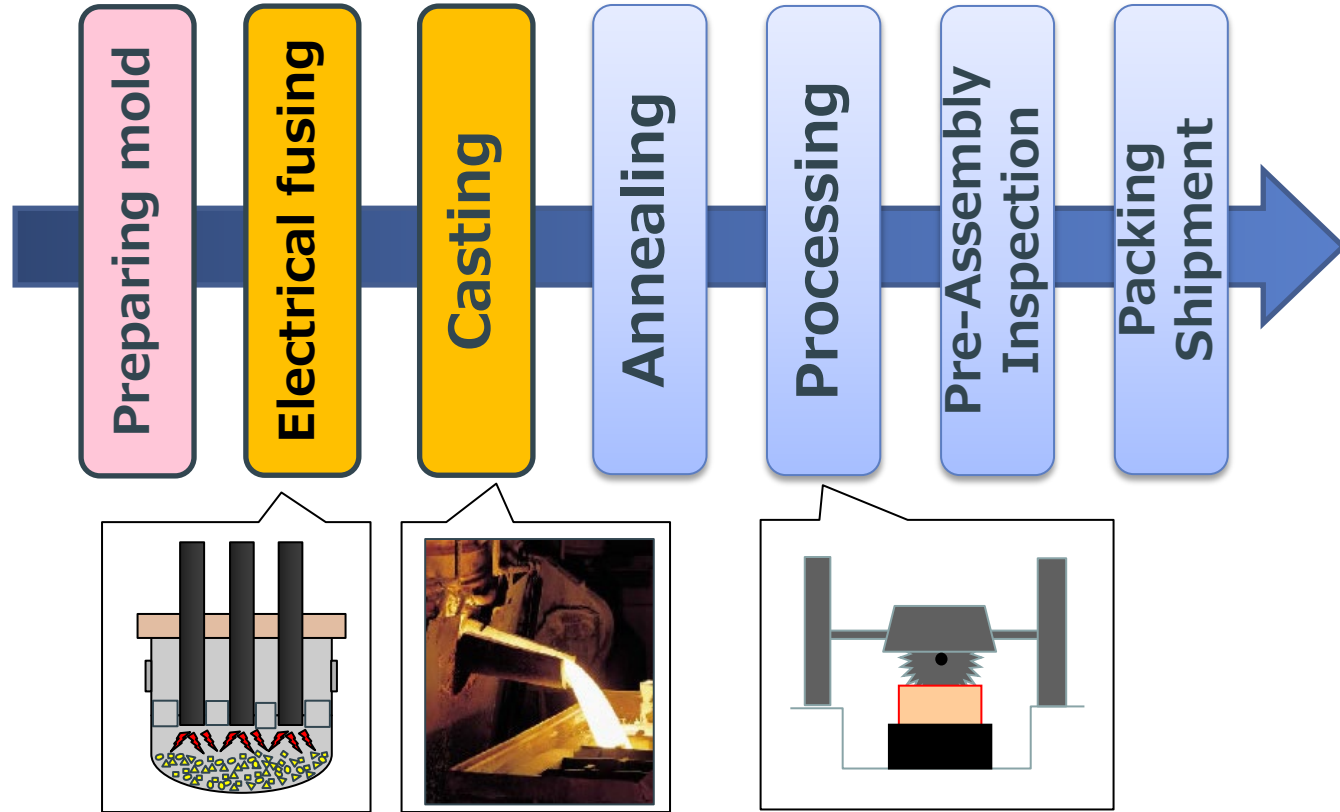 Preparing mold
Electrical fusing
Casting
Annealing
Processing
Pre-Assembly
Inspection
Packing
Shipment